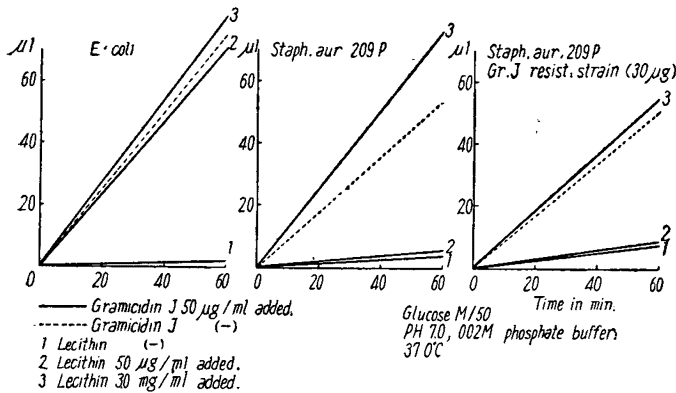 3
μl E·coli
2
60
40
20
1
0 20 40 60
3
μl Staph. aur 209 P
60
40
20
2
1
0 20 40 60
Staph. aur. 209 P
μl Gr. J resist. strain (30 μg)
3
60
40
20
2
1
0 20 40 60
Time in min.
Gramicidin J 50 μg/ml added.
Gramicidin J (-)
1 Lecithin (-)
2 Lecithin 50 μg/ml added.
3 Lecithin 3.0 mg/ml added.
Glucose M/50
PH 7.0, 002M phosphate buffer
37.0°C